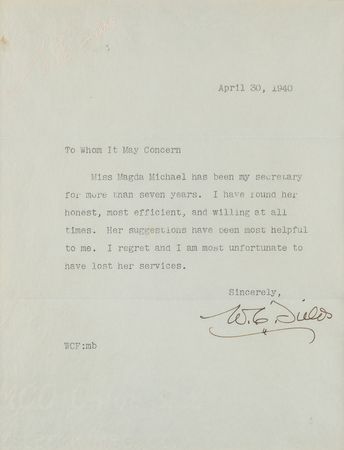 April 30, 1940
To Whom It May Concern
Miss Magda Michael has been my secretary
for more than seven years. I have found her
honest, most efficient, and willing at all
times. Her suggestions have been most helpful
to me. I regret and I am most unfortunate to
have lost her services.
Sincerely,
W. C. Fields
WCF:mb